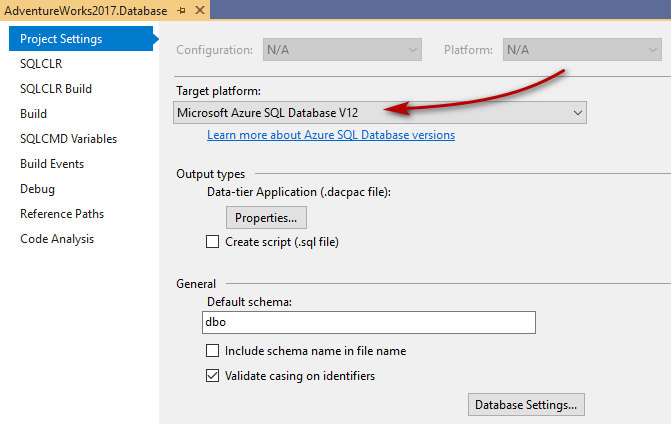 AdventureWorks2017.Database
Project Settings
SQLCLR
SQLCLR Build
Build
SQLCMD Variables
Build Events
Debug
Reference Paths
Code Analysis
Configuration: N/A Platform: N/A
Target platform:
Microsoft Azure SQL Database V12
Learn more about Azure SQL Database versions
Output types
Data-tier Application (.dacpac file):
Properties...
Create script (.sql file)
General
Default schema:
dbo
Include schema name in file name
Validate casing on identifiers
Database Settings...